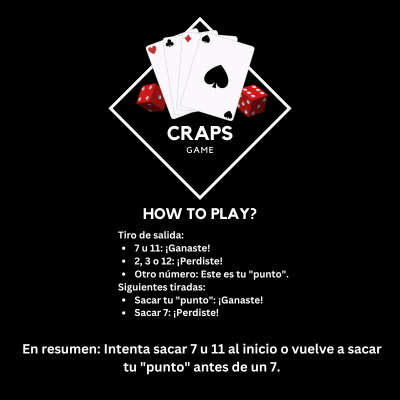 CRAPS
GAME
HOW TO PLAY?
Tiro de salida:
• 7 u 11: ¡Ganaste!
• 2, 3 o 12: ¡Perdiste!
• Otro número: Este es tu "punto".
Siguientes tiradas:
• Sacar tu "punto": ¡Ganaste!
• Sacar 7: ¡Perdiste!
En resumen: Intenta sacar 7 u 11 al inicio o vuelve a sacar
tu "punto" antes de un 7.